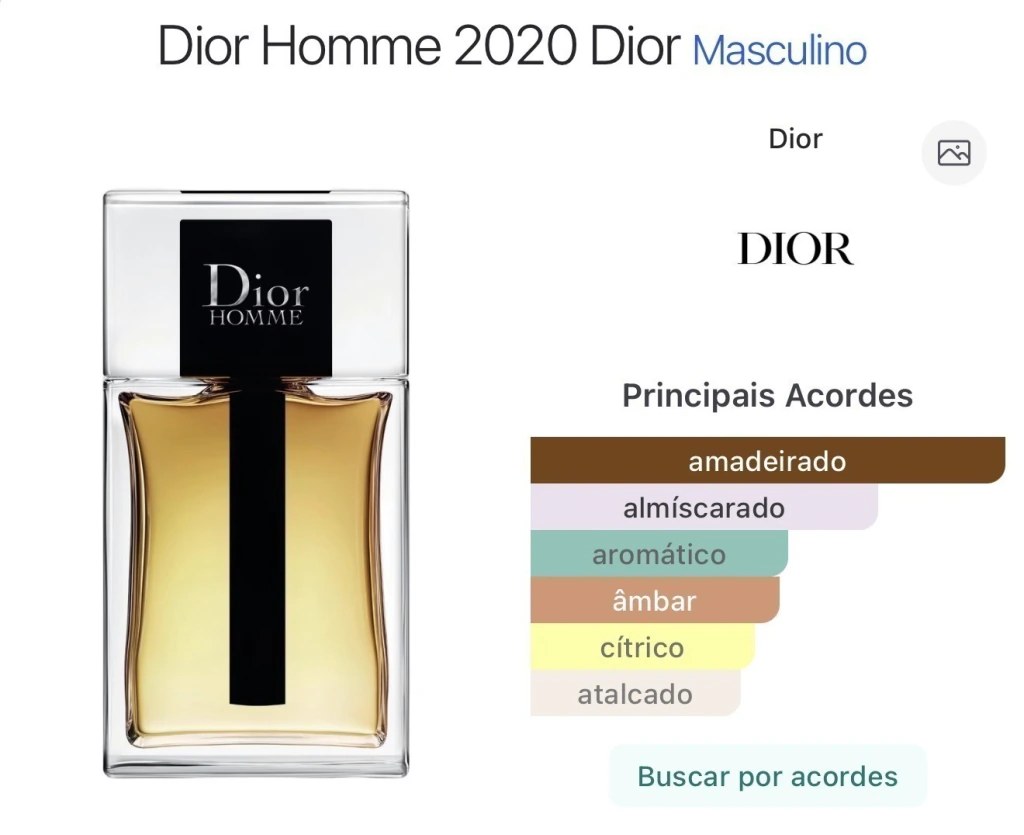 Dior Homme 2020 Dior Masculino
Dior
DIOR
Dior
HOMME
Principais Acordes
amadeirado
almíscarado
aromático
âmbar
cítrico
atalcado
Buscar por acordes